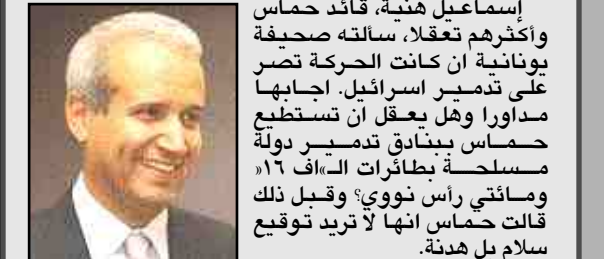 إسماعيل هنية، قائد حماس
وأكثرهم تعقلا، سألته صحيفة
يونانية ان كانت الحركة تصر
على تدمير اسرائيل. اجابها
مداورا وهل يعقل ان تستطيع
حماس ببنادق تدمير دولة
مسلحة بطائرات الـ»اف ١٦«
ومائتي رأس نووي؟ وقبل ذلك
قالت حماس انها لا تريد توقيع
سلام بل هدنة.